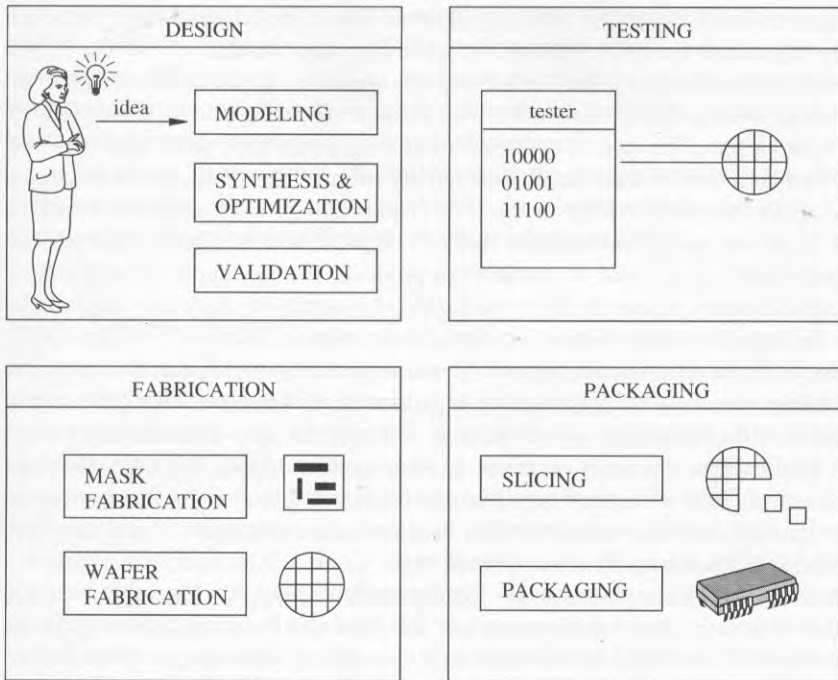 DESIGN
idea
MODELING
SYNTHESIS &
OPTIMIZATION
VALIDATION
TESTING
tester
10000
01001
11100
FABRICATION
MASK
FABRICATION
WAFER
FABRICATION
PACKAGING
SLICING
PACKAGING